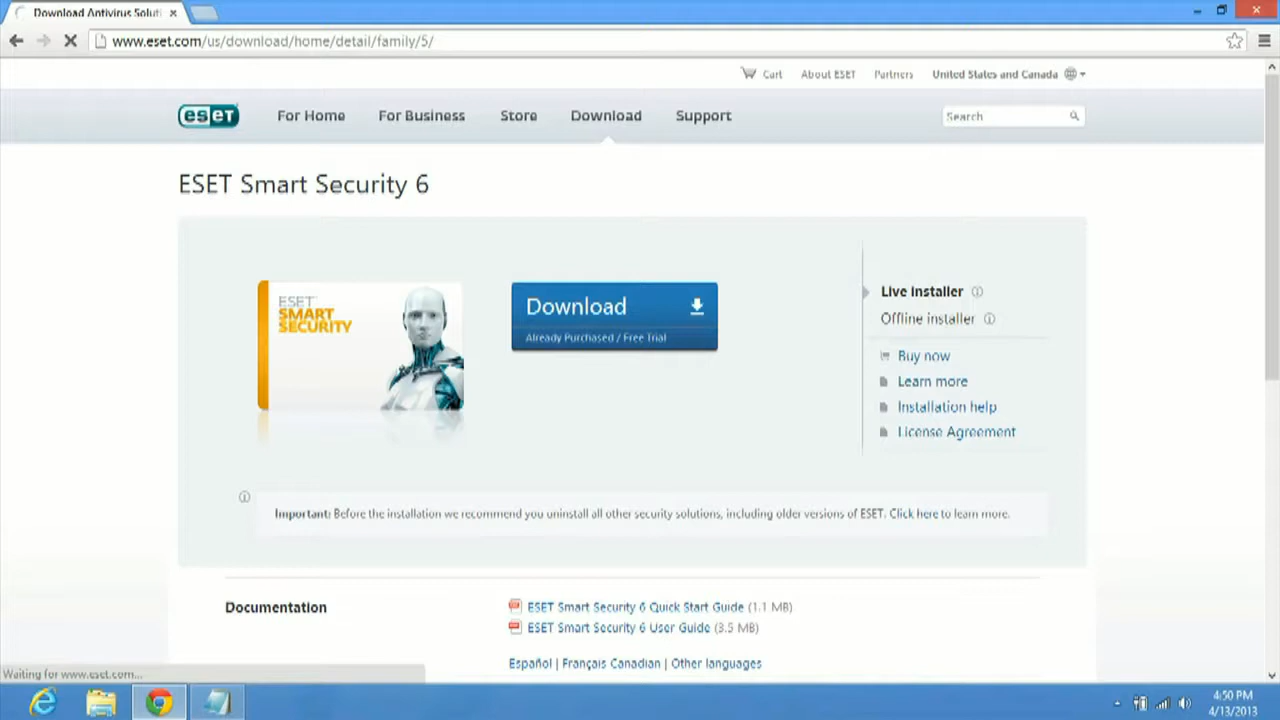 Download Antivirus Soluti
www.eset.com/us/download/home/detail/family/5/
Cart About ESET Partners United States and Canada
eseT For Home For Business Store Download Support Search
ESET Smart Security 6
ESET
SMART
SECURITY
Download
Already Purchased / Free Trial
Live installer
Offline installer
Buy now
Learn more
Installation help
License Agreement
Important: Before the installation we recommend you uninstall all other security solutions, including older versions of ESET. Click here to learn more.
Documentation
ESET Smart Security 6 Quick Start Guide (1.1 MB)
ESET Smart Security 6 User Guide (3.5 MB)
Español | Français Canadian | Other languages
Waiting for www.eset.com...
4:50 PM
4/13/2013